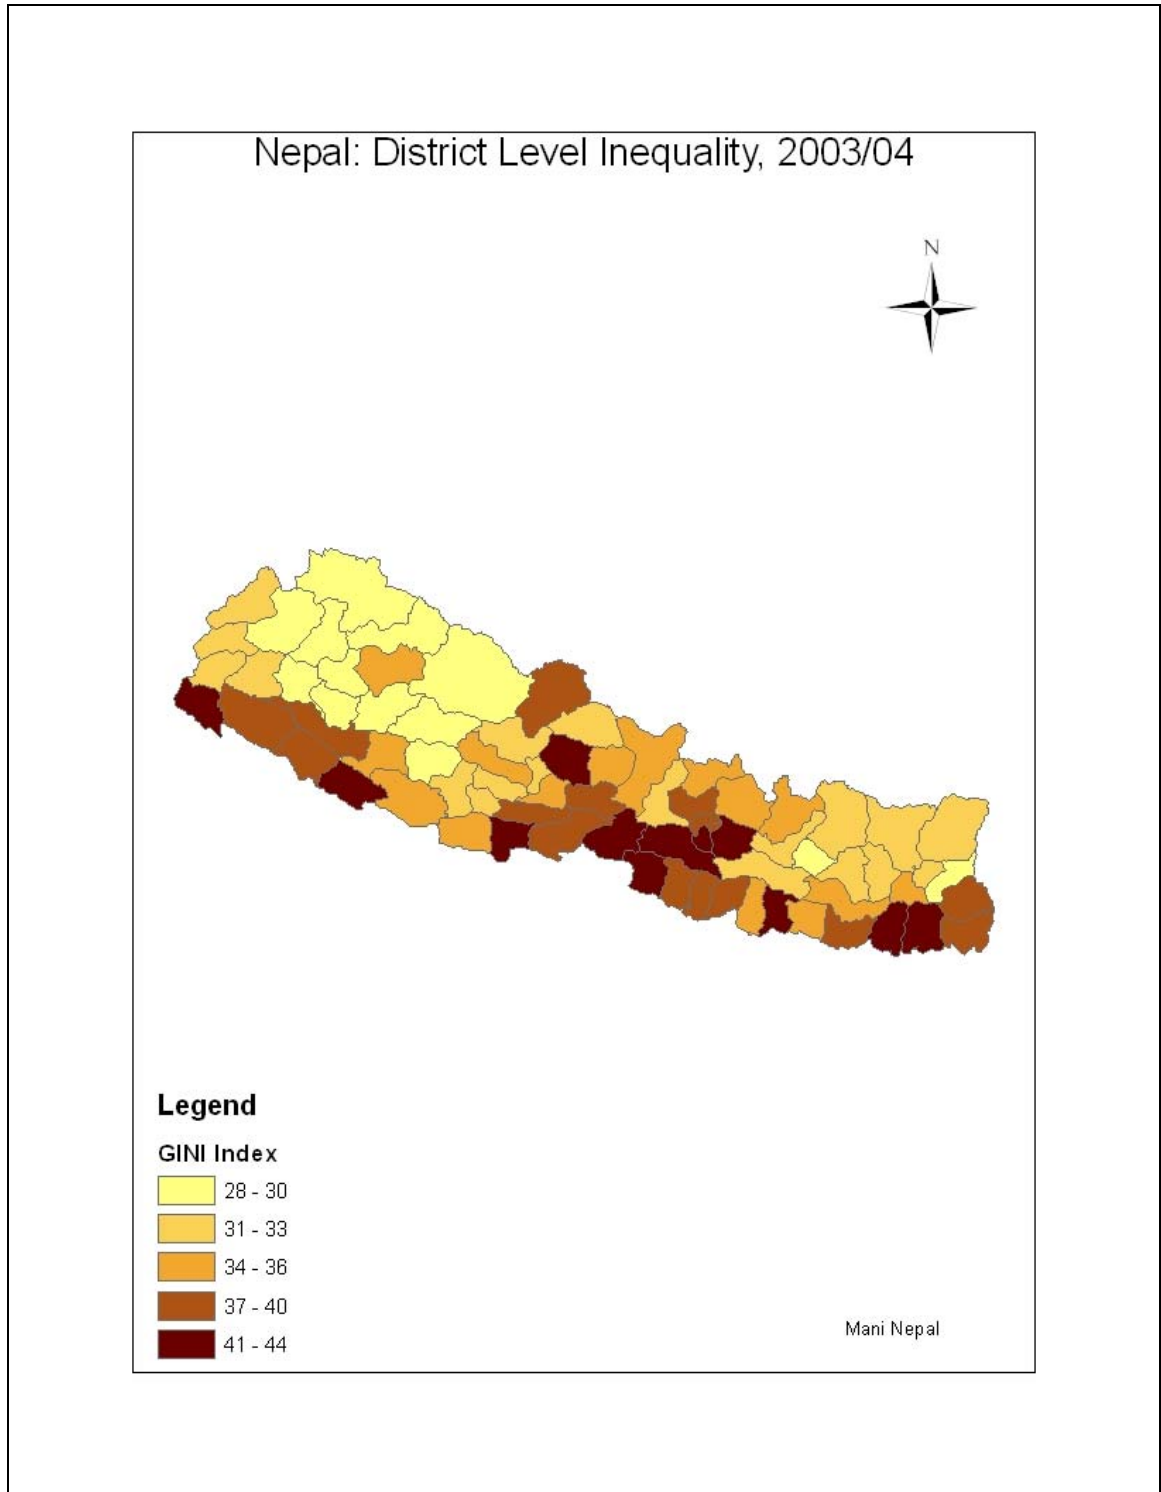 Nepal: District Level Inequality, 2003/04
N
Legend
GINI Index
28 - 30
31 - 33
34 - 36
37 - 40
41 - 44
Mani Nepal